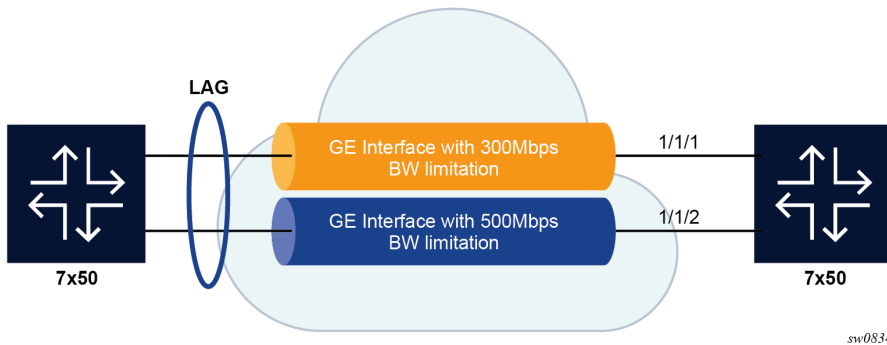 LAG
GE Interface with 300Mbps
BW limitation
1/1/1
GE Interface with 500Mbps
BW limitation
1/1/2
7x50
7x50